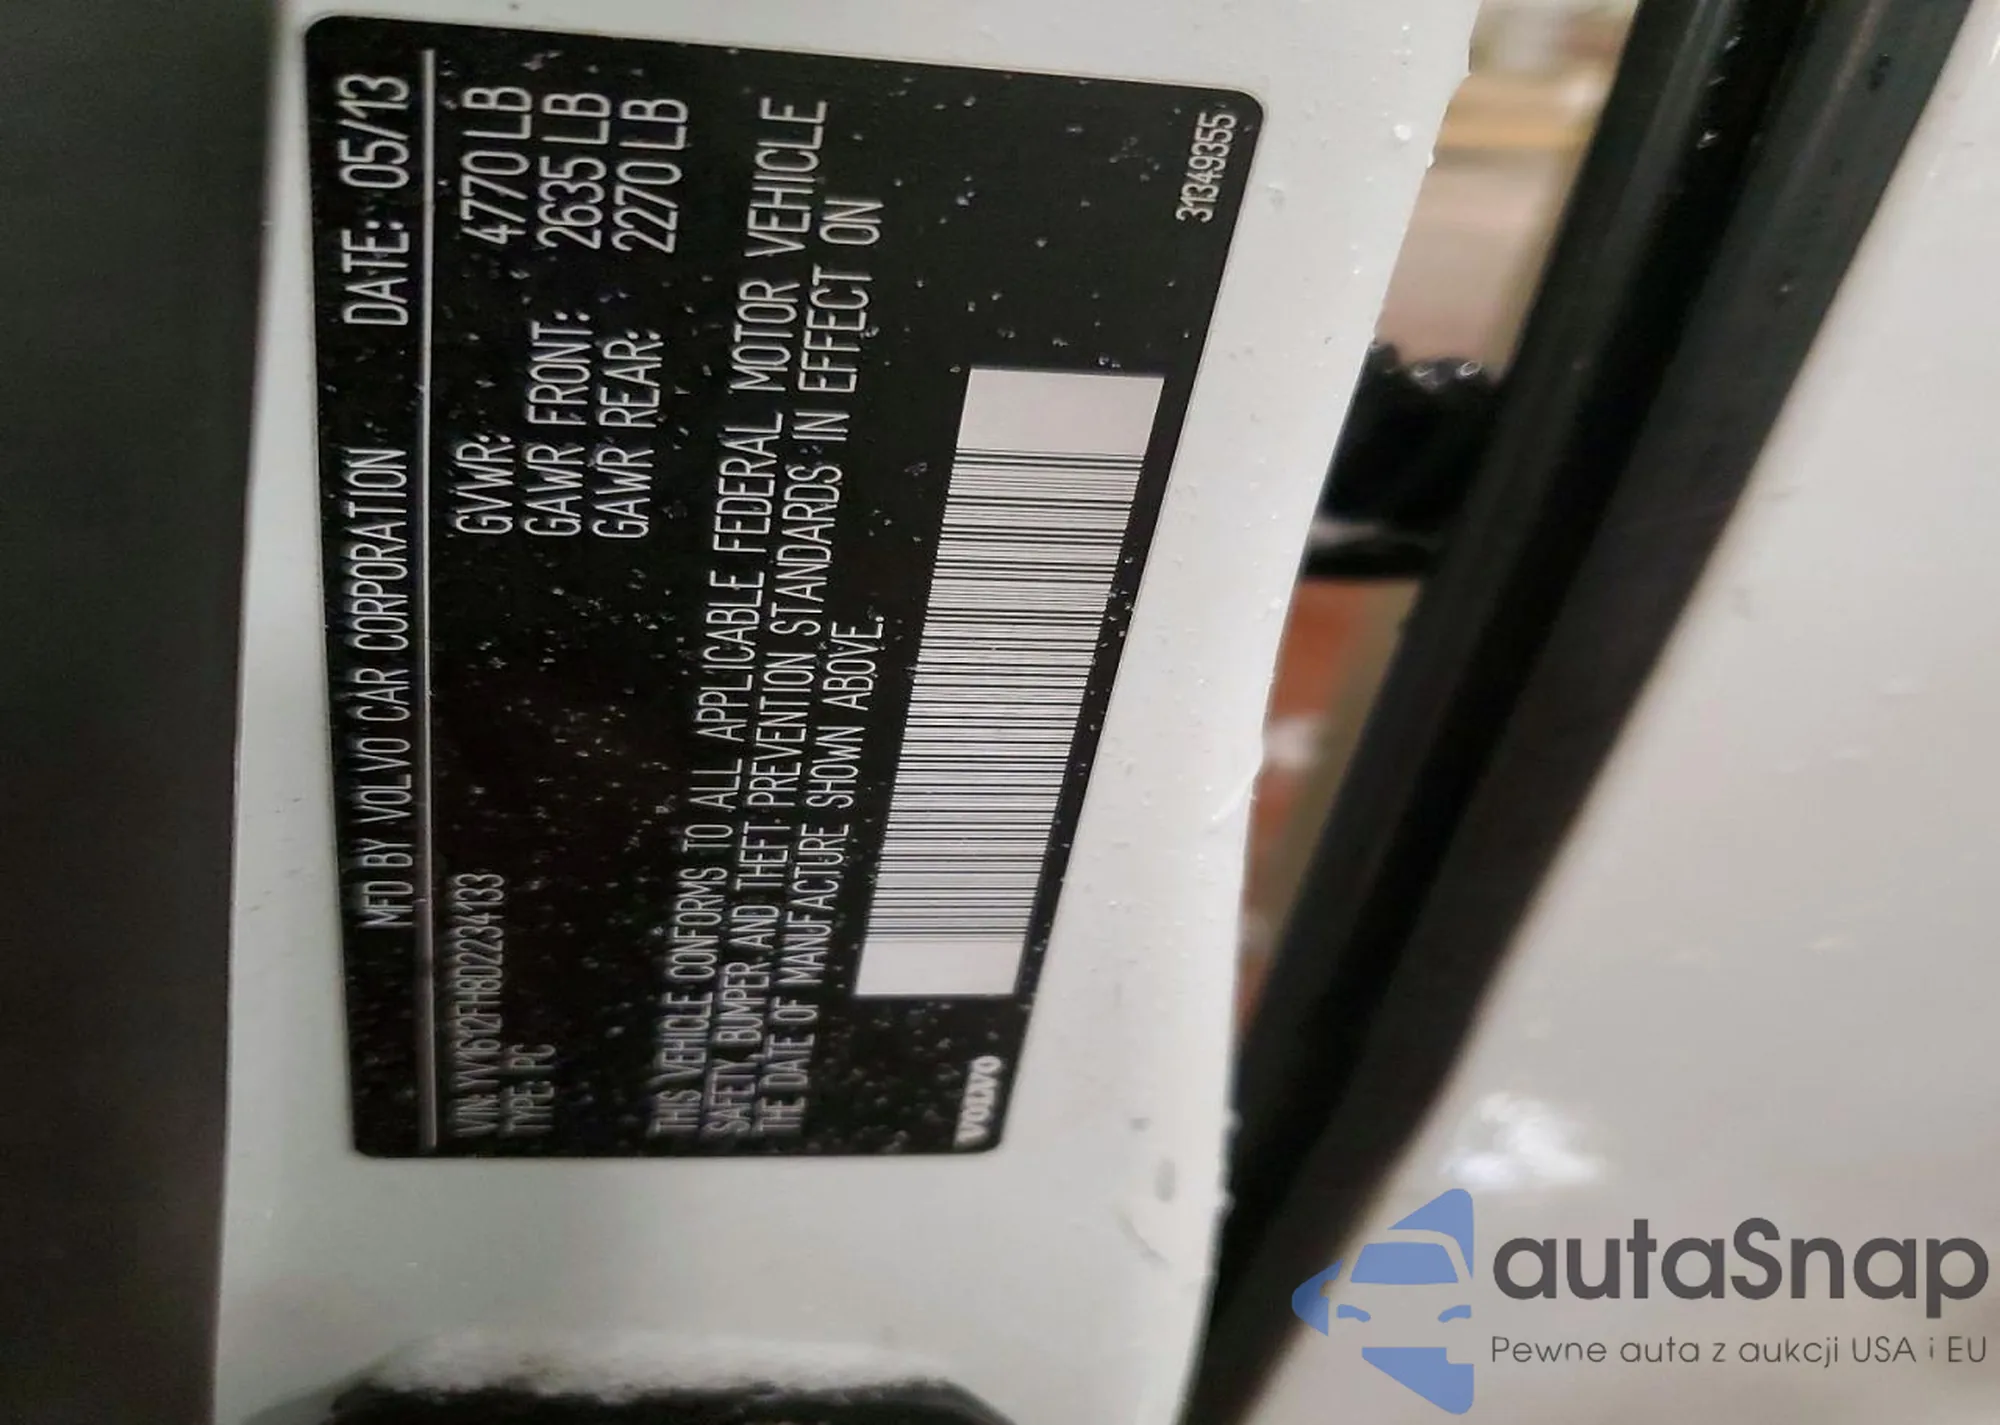 MFD BY VOLVO CAR CORPORATION DATE: 05/13
VIN: YV1612FH8D2234133
TYPE: PC
GVWR: 4770 LB
GAWR FRONT: 2635 LB
GAWR REAR: 2270 LB
THIS VEHICLE CONFORMS TO ALL APPLICABLE FEDERAL MOTOR VEHICLE
SAFETY, BUMPER, AND THEFT PREVENTION STANDARDS IN EFFECT ON
THE DATE OF MANUFACTURE SHOWN ABOVE.
VOLVO
31349355
autaSnap
Pewne auta z aukcji USA i EU